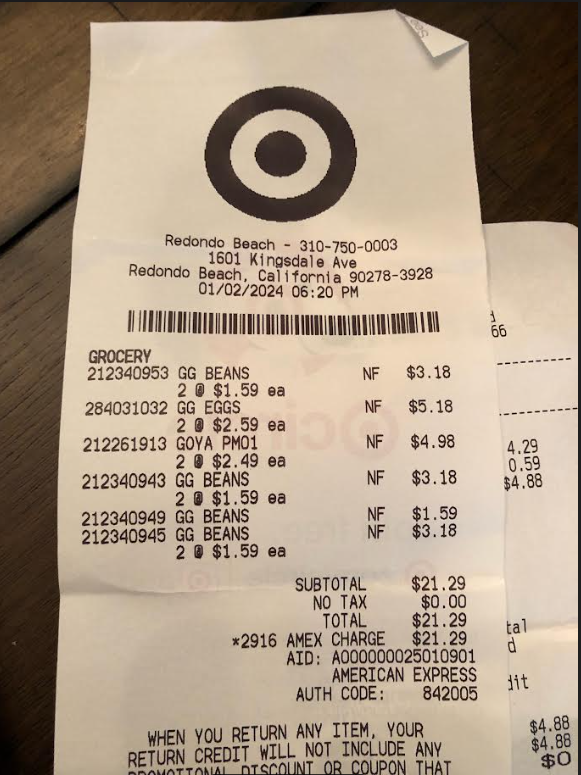 Redondo Beach - 310-750-0003
1601 Kingsdale Ave
Redondo Beach, California 90278-3928
01/02/2024 06:20 PM
GROCERY
212340953 GG BEANS NF $3.18
2 @ $1.59 ea
284031032 GG EGGS NF $5.18
2 @ $2.59 ea
212261913 GOYA PMO1 NF $4.98
2 @ $2.49 ea
212340943 GG BEANS NF $3.18
2 @ $1.59 ea
212340949 GG BEANS NF $1.59
212340945 GG BEANS NF $3.18
2 @ $1.59 ea
SUBTOTAL $21.29
NO TAX $0.00
TOTAL $21.29
*2916 AMEX CHARGE $21.29
AID: A000000025010901
AMERICAN EXPRESS
AUTH CODE: 842005
WHEN YOU RETURN ANY ITEM, YOUR
RETURN CREDIT WILL NOT INCLUDE ANY
PROMOTIONAL DISCOUNT OR COUPON THAT
66
4.29
0.59
$4.88
tal
d
dit
$4.88
$4.88
$0